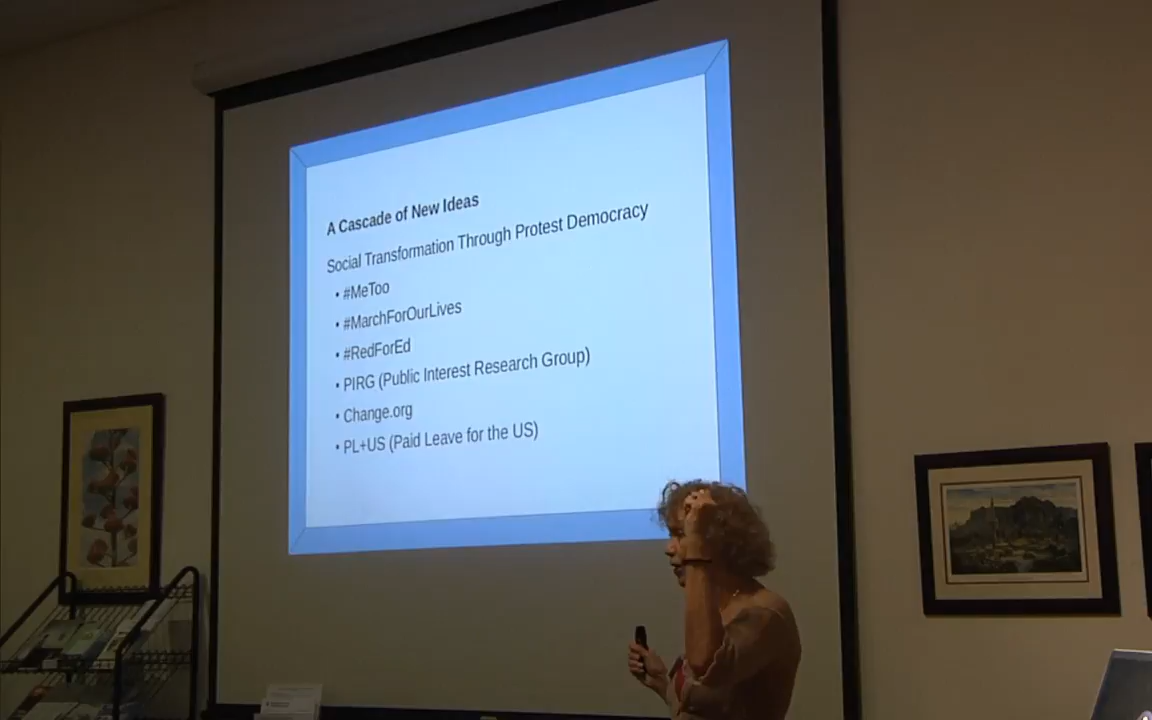 A Cascade of New Ideas
Social Transformation Through Protest Democracy
• #MeToo
• #MarchForOurLives
• #RedForEd
• PIRG (Public Interest Research Group)
• Change.org
• PL+US (Paid Leave for the US)